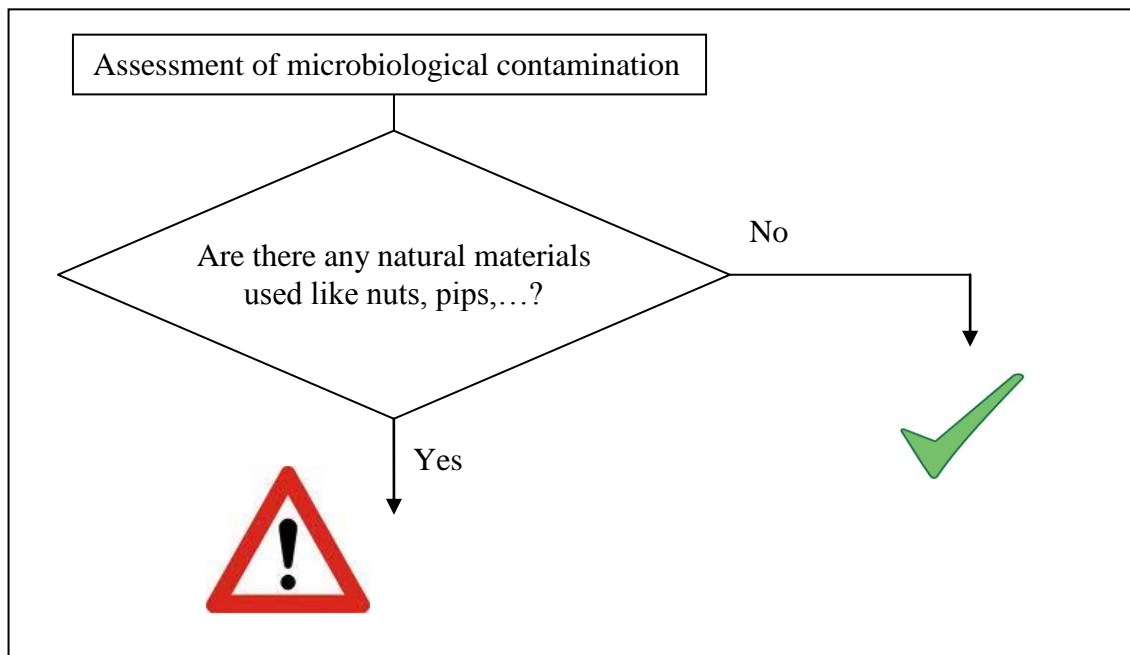 Assessment of microbiological contamination
Are there any natural materials
used like nuts, pips,…?
No
Yes